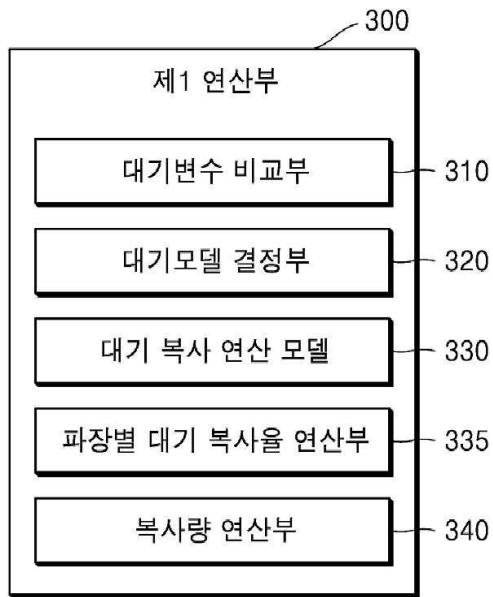 300
제1 연산부
대기변수 비교부 310
대기모델 결정부 320
대기 복사 연산 모델 330
파장별 대기 복사율 연산부 335
복사량 연산부 340